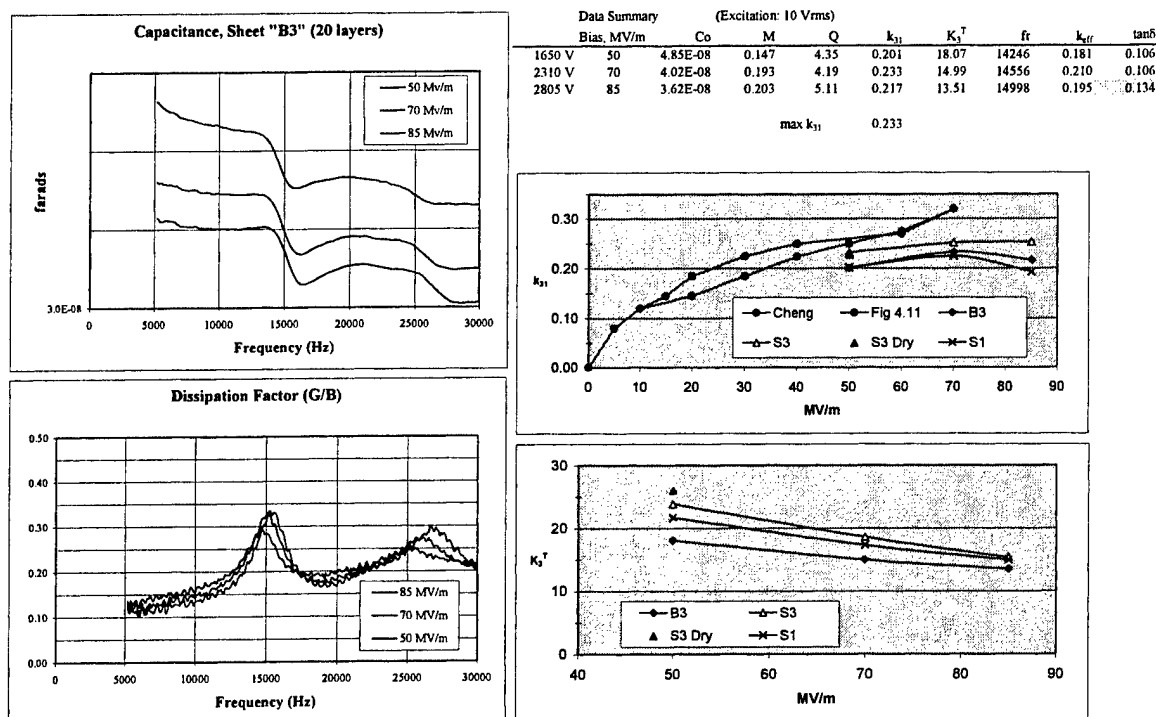 Capacitance, Sheet "B3" (20 layers)
50 Mv/m
70 Mv/m
85 Mv/m
farads
3.0E-08
0 5000 10000 15000 20000 25000 30000
Frequency (Hz)
Dissipation Factor (G/B)
0.50
0.40
0.30
0.20
0.10
0.00
85 MV/m
70 MV/m
50 MV/m
0 5000 10000 15000 20000 25000 30000
Frequency (Hz)
Data Summary (Excitation: 10 Vrms)
Bias, MV/m Co M Q k31 K3^T fr keff tanδ
1650 V 50 4.85E-08 0.147 4.35 0.201 18.07 14246 0.181 0.106
2310 V 70 4.02E-08 0.193 4.19 0.233 14.99 14556 0.210 0.106
2805 V 85 3.62E-08 0.203 5.11 0.217 13.51 14998 0.195 0.134
max k31 0.233
0.30
0.20
0.10
0.00
k31
Cheng Fig 4.11 B3
S3 S3 Dry S1
0 10 20 30 40 50 60 70 80 90
MV/m
30
20
10
0
K3^T
B3 S3
S3 Dry S1
40 50 60 70 80 90
MV/m